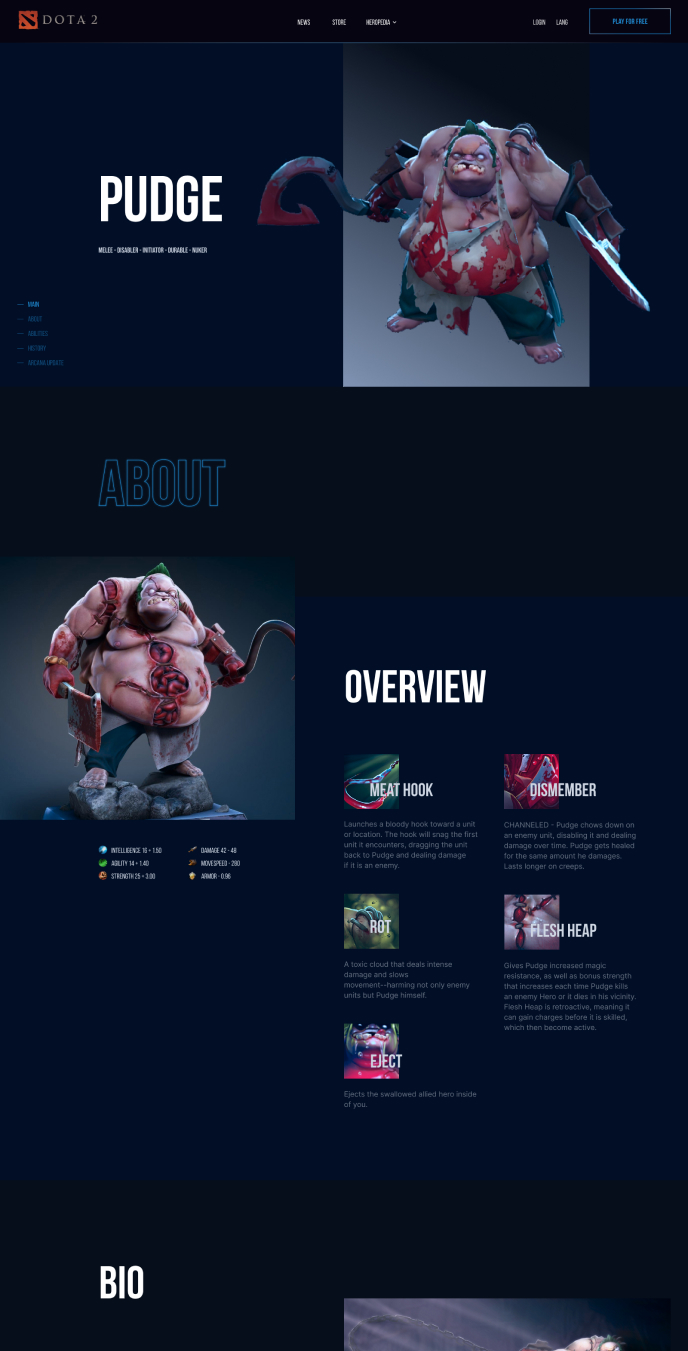 DOTA 2
NEWS
STORE
HEROPEDIA
LOGIN
LANG
PLAY FOR FREE
PUDGE
MELEE - DISABLER - INITIATOR - DURABLE - NUKER
MAIN
ABOUT
ABILITIES
HISTORY
ARCANA UPDATE
ABOUT
INTELLIGENCE 16 + 1.50
AGILITY 14 + 1.40
STRENGTH 25 + 3.00
DAMAGE 42 - 48
MOVESPEED - 280
ARMOR - 0.96
OVERVIEW
MEAT HOOK
Launches a bloody hook toward a unit
or location. The hook will snag the first
unit it encounters, dragging the unit
back to Pudge and dealing damage
if it is an enemy.
DISMEMBER
CHANNELED - Pudge chows down on
an enemy unit, disabling it and dealing
damage over time. Pudge gets healed
for the same amount he damages.
Lasts longer on creeps.
ROT
A toxic cloud that deals intense
damage and slows
movement--harming not only enemy
units but Pudge himself.
FLESH HEAP
Gives Pudge increased magic
resistance, as well as bonus strength
that increases each time Pudge kills
an enemy Hero or it dies in his vicinity.
Flesh Heap is retroactive, meaning it
can gain charges before it is skilled,
which then become active.
EJECT
Ejects the swallowed allied hero inside
of you.
BIO